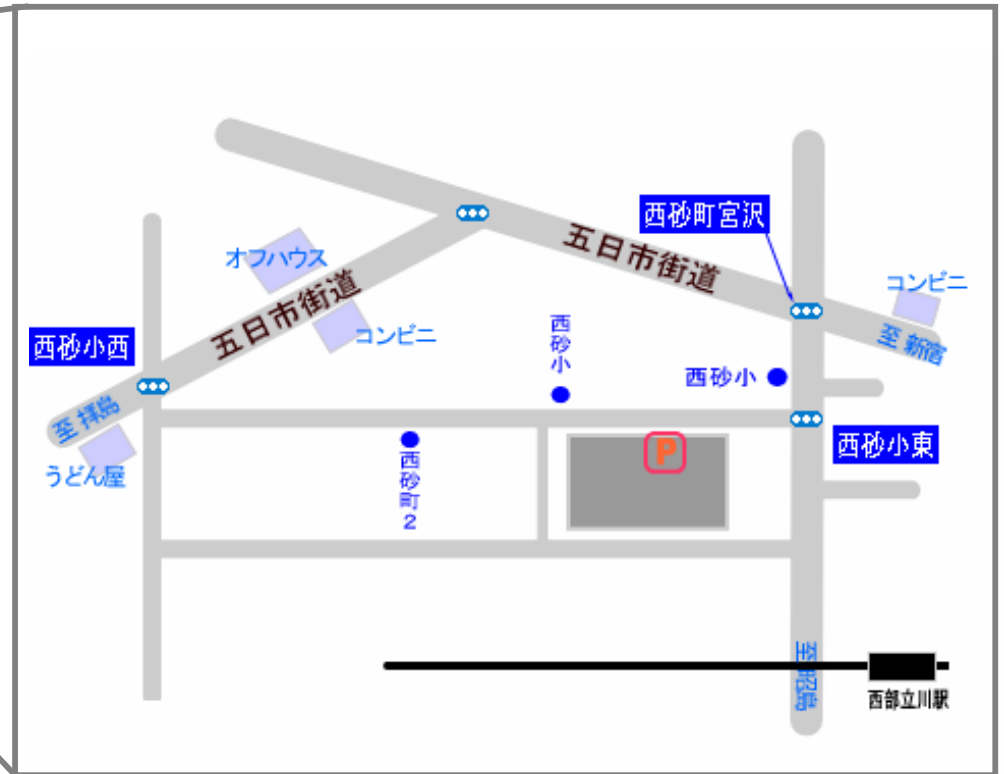 西砂町宮沢
五日市街道
オフハウス
コンビニ
五日市街道
至 新宿
西砂小
コンビニ
西砂小西
西砂小
至 拝島
西砂小東
P
うどん屋
西砂町2
至 昭島
西部立川駅